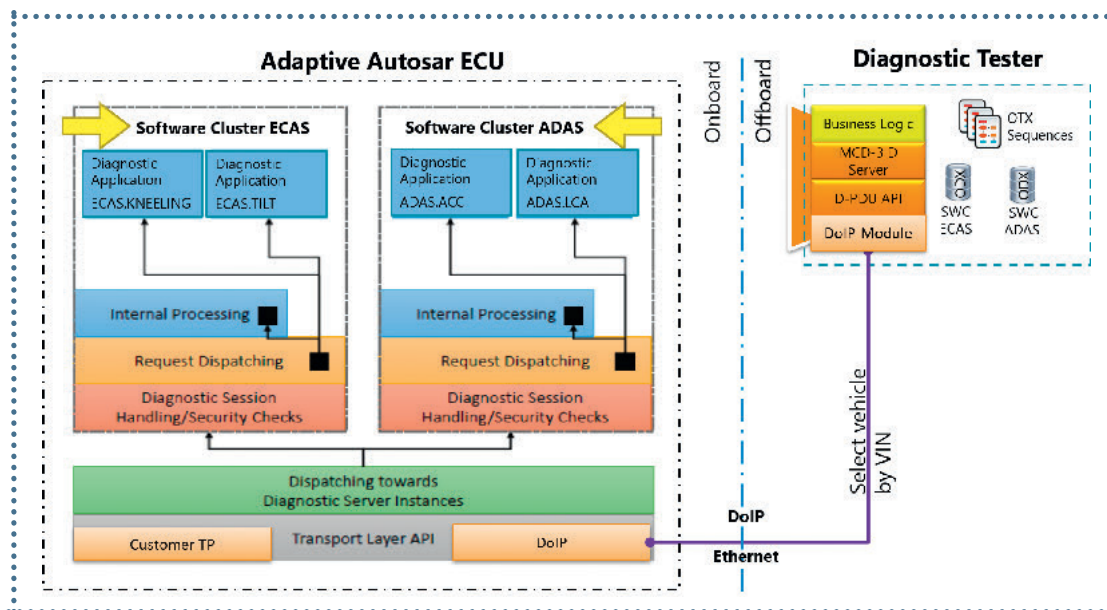 Adaptive Autosar ECU
Software Cluster ECAS
Diagnostic
Application
ECAS.KNEELING
Diagnostic
Application
ECAS.TILT
Internal Processing
Request Dispatching
Diagnostic Session
Handling/Security Checks
Software Cluster ADAS
Diagnostic
Application
ADAS.ACC
Diagnostic
Application
ADAS.LCA
Internal Processing
Request Dispatching
Diagnostic Session
Handling/Security Checks
Dispatching towards
Diagnostic Server Instances
Customer TP
Transport Layer API
DoIP
Onboard
Offboard
DoIP
Ethernet
Diagnostic Tester
Business Logic
MCD-3 D
Server
D-PDU API
DoIP Module
OTX
Sequences
ODX
SWC
ECAS
ODX
SWC
ADAS
Select vehicle
by VIN